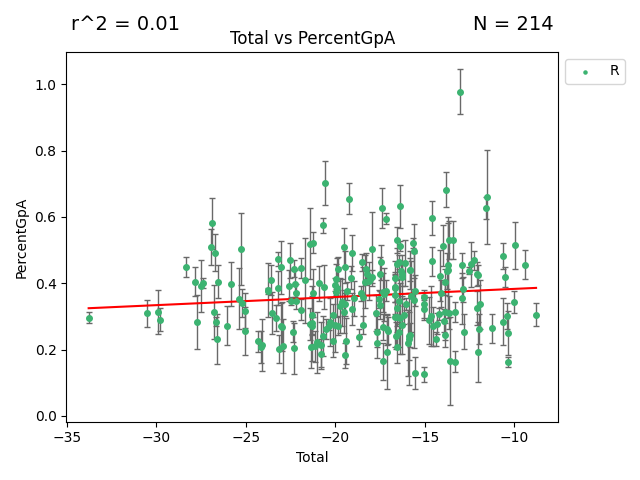 r^2 = 0.01
N = 214
Total vs PercentGpA
R
PercentGpA
1.0
0.8
0.6
0.4
0.2
0.0
−35
−30
−25
−20
−15
−10
Total